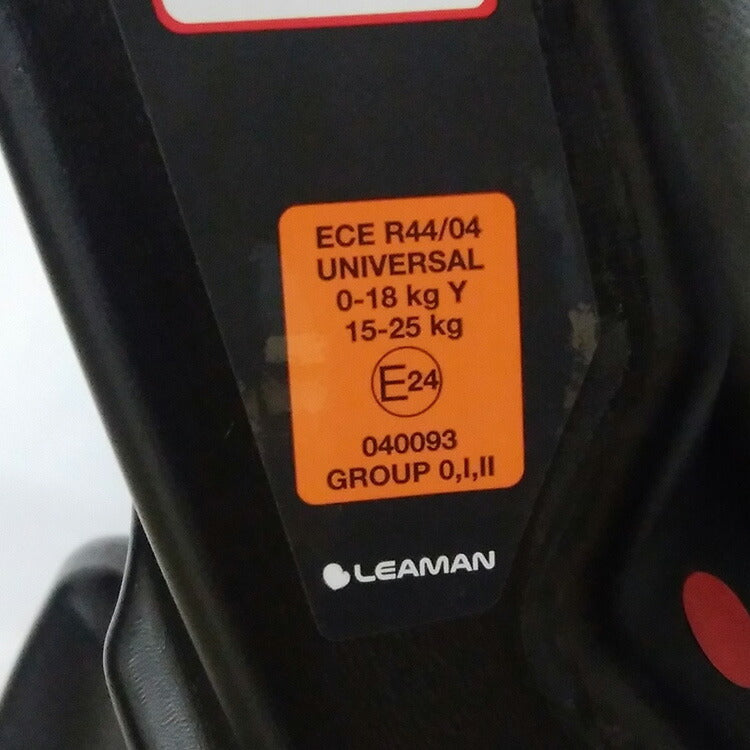 ECE R44/04
UNIVERSAL
0-18 kg Y
15-25 kg
E24
040093
GROUP 0,I,II
LEAMAN